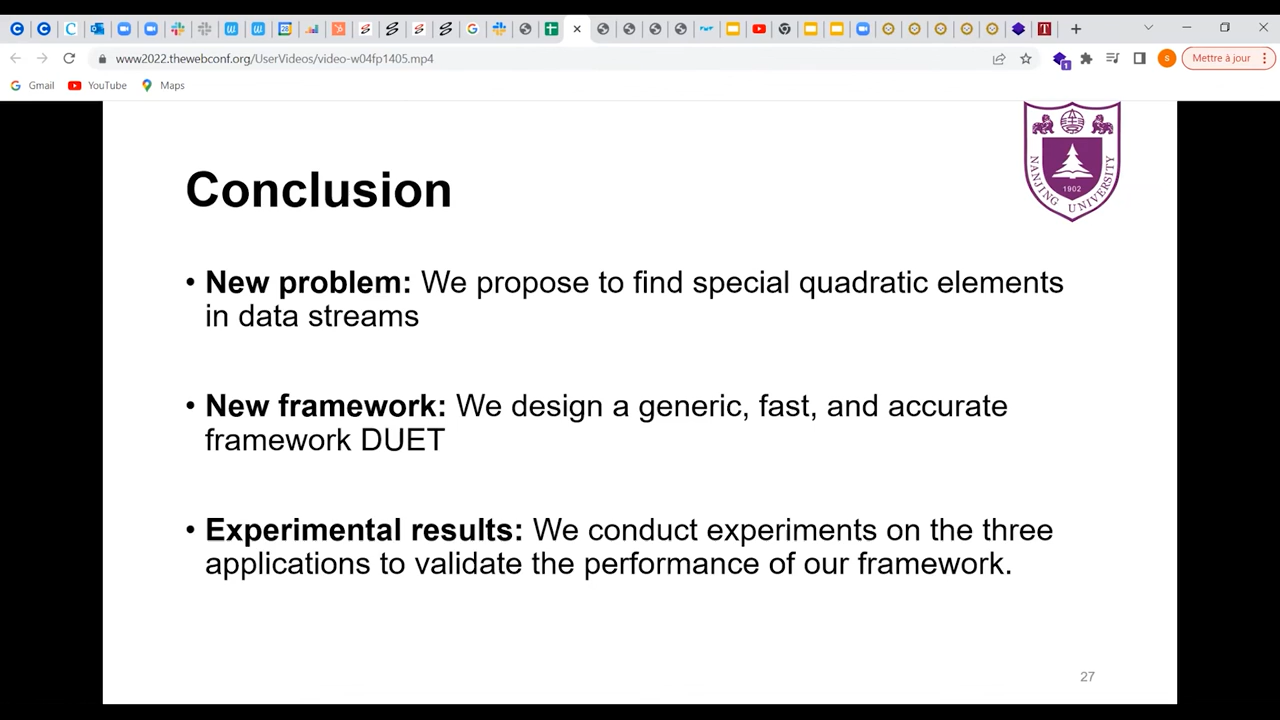 www2022.thewebconf.org/UserVideos/video-w04fp1405.mp4
1
s
Mettre à jour
Gmail
YouTube
Maps
NANJING UNIVERSITY
1902
Conclusion
• New problem: We propose to find special quadratic elements
in data streams
• New framework: We design a generic, fast, and accurate
framework DUET
• Experimental results: We conduct experiments on the three
applications to validate the performance of our framework.
27